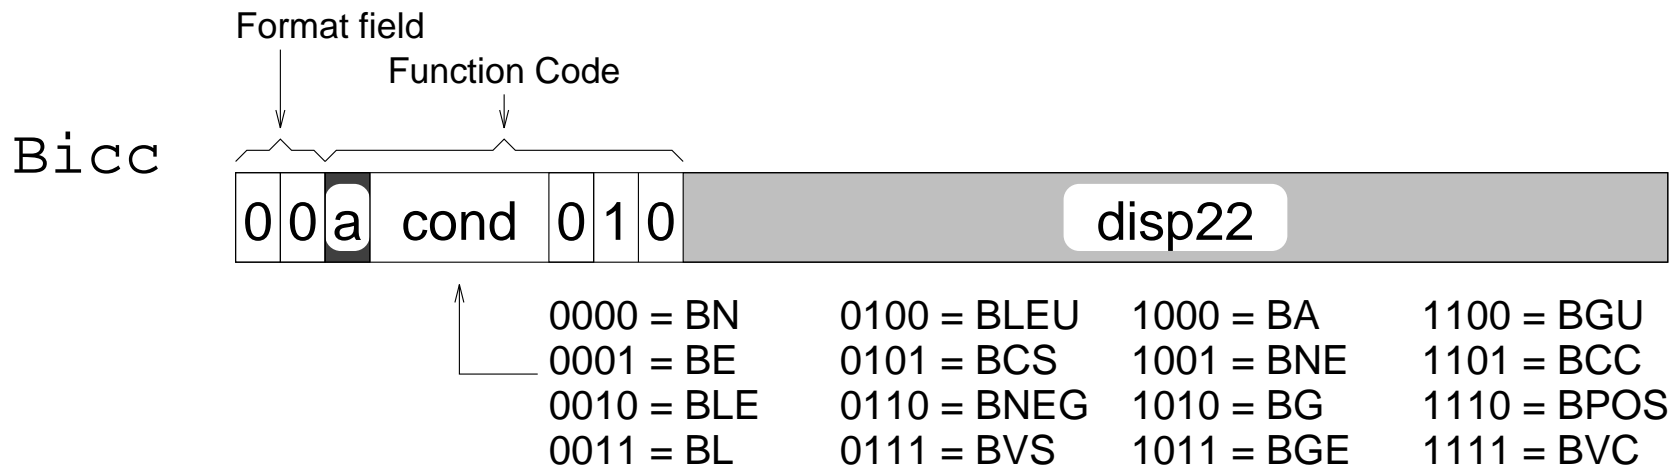 Format field
Function Code
Bicc
0 0 a cond 0 1 0 disp22
0000 = BN 0100 = BLEU 1000 = BA 1100 = BGU
0001 = BE 0101 = BCS 1001 = BNE 1101 = BCC
0010 = BLE 0110 = BNEG 1010 = BG 1110 = BPOS
0011 = BL 0111 = BVS 1011 = BGE 1111 = BVC